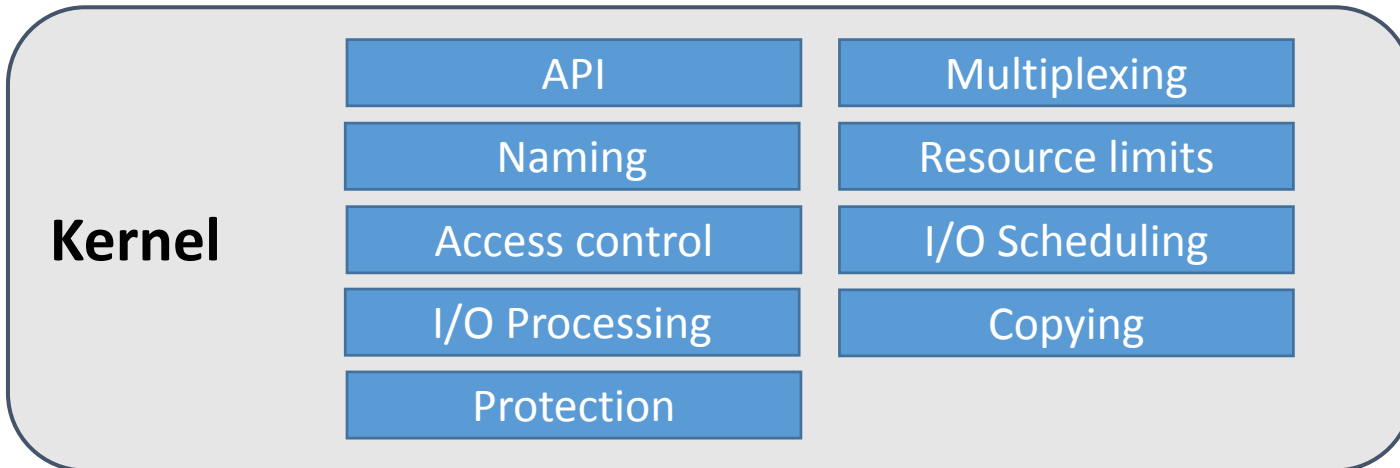 Kernel
API
Naming
Access control
I/O Processing
Protection
Multiplexing
Resource limits
I/O Scheduling
Copying